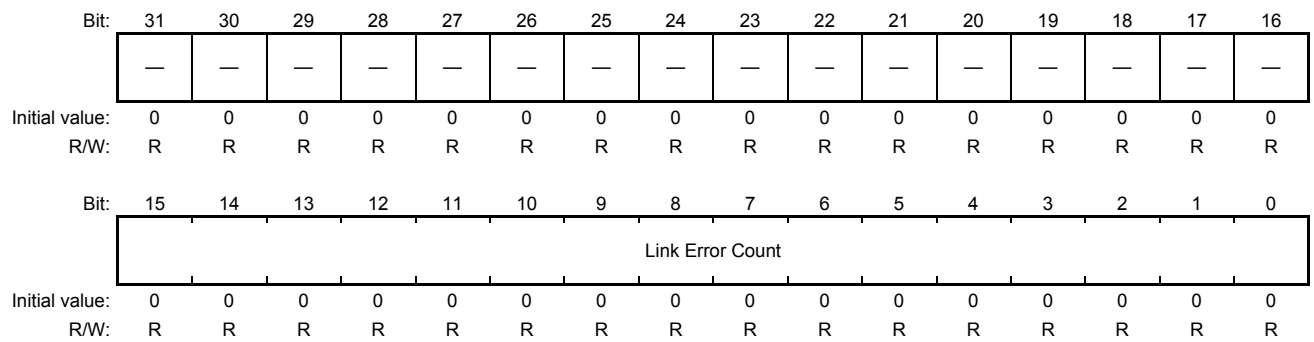 Bit: 31 30 29 28 27 26 25 24 23 22 21 20 19 18 17 16
— — — — — — — — — — — — — — — —
Initial value: 0 0 0 0 0 0 0 0 0 0 0 0 0 0 0 0
R/W: R R R R R R R R R R R R R R R R
Bit: 15 14 13 12 11 10 9 8 7 6 5 4 3 2 1 0
Link Error Count
Initial value: 0 0 0 0 0 0 0 0 0 0 0 0 0 0 0 0
R/W: R R R R R R R R R R R R R R R R